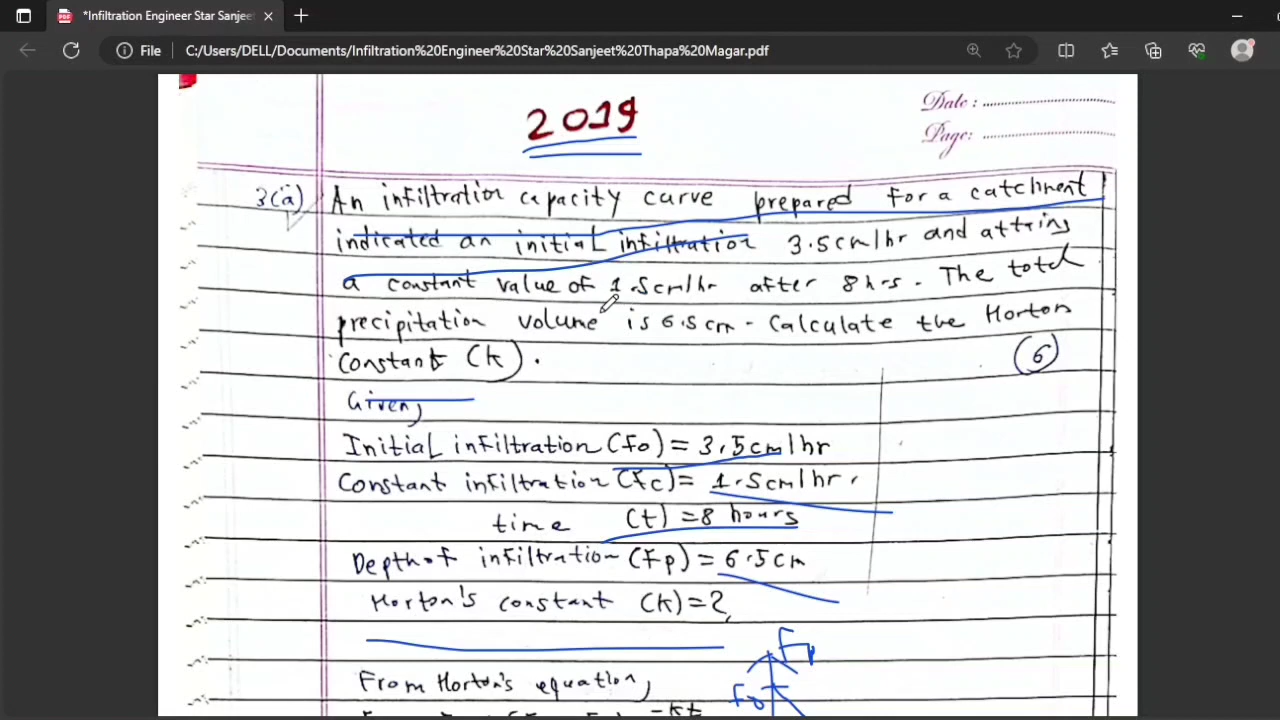 *Infiltration Engineer Star Sanjee
File C:/Users/DELL/Documents/Infiltration%20Engineer%20Star%20Sanjeet%20Thapa%20Magar.pdf
2019
Date :
Page:
3(a) An infiltration capacity curve prepared for a catchment
indicated an initial infiltration 3.5cm/hr and attains
a constant value of 1.5cm/hr after 8hrs. The total
precipitation volume is 6.5cm. Calculate the Horton
Constant (k).
(6)
Given,
Initial infiltration (fo) = 3.5cm/hr
Constant infiltration (fc) = 1.5cm/hr.
time (t) = 8 hours
Depth of infiltration (Fp) = 6.5cm
Horton's constant (k) = ?
Fp
From Horton's equation,
fo
-kt